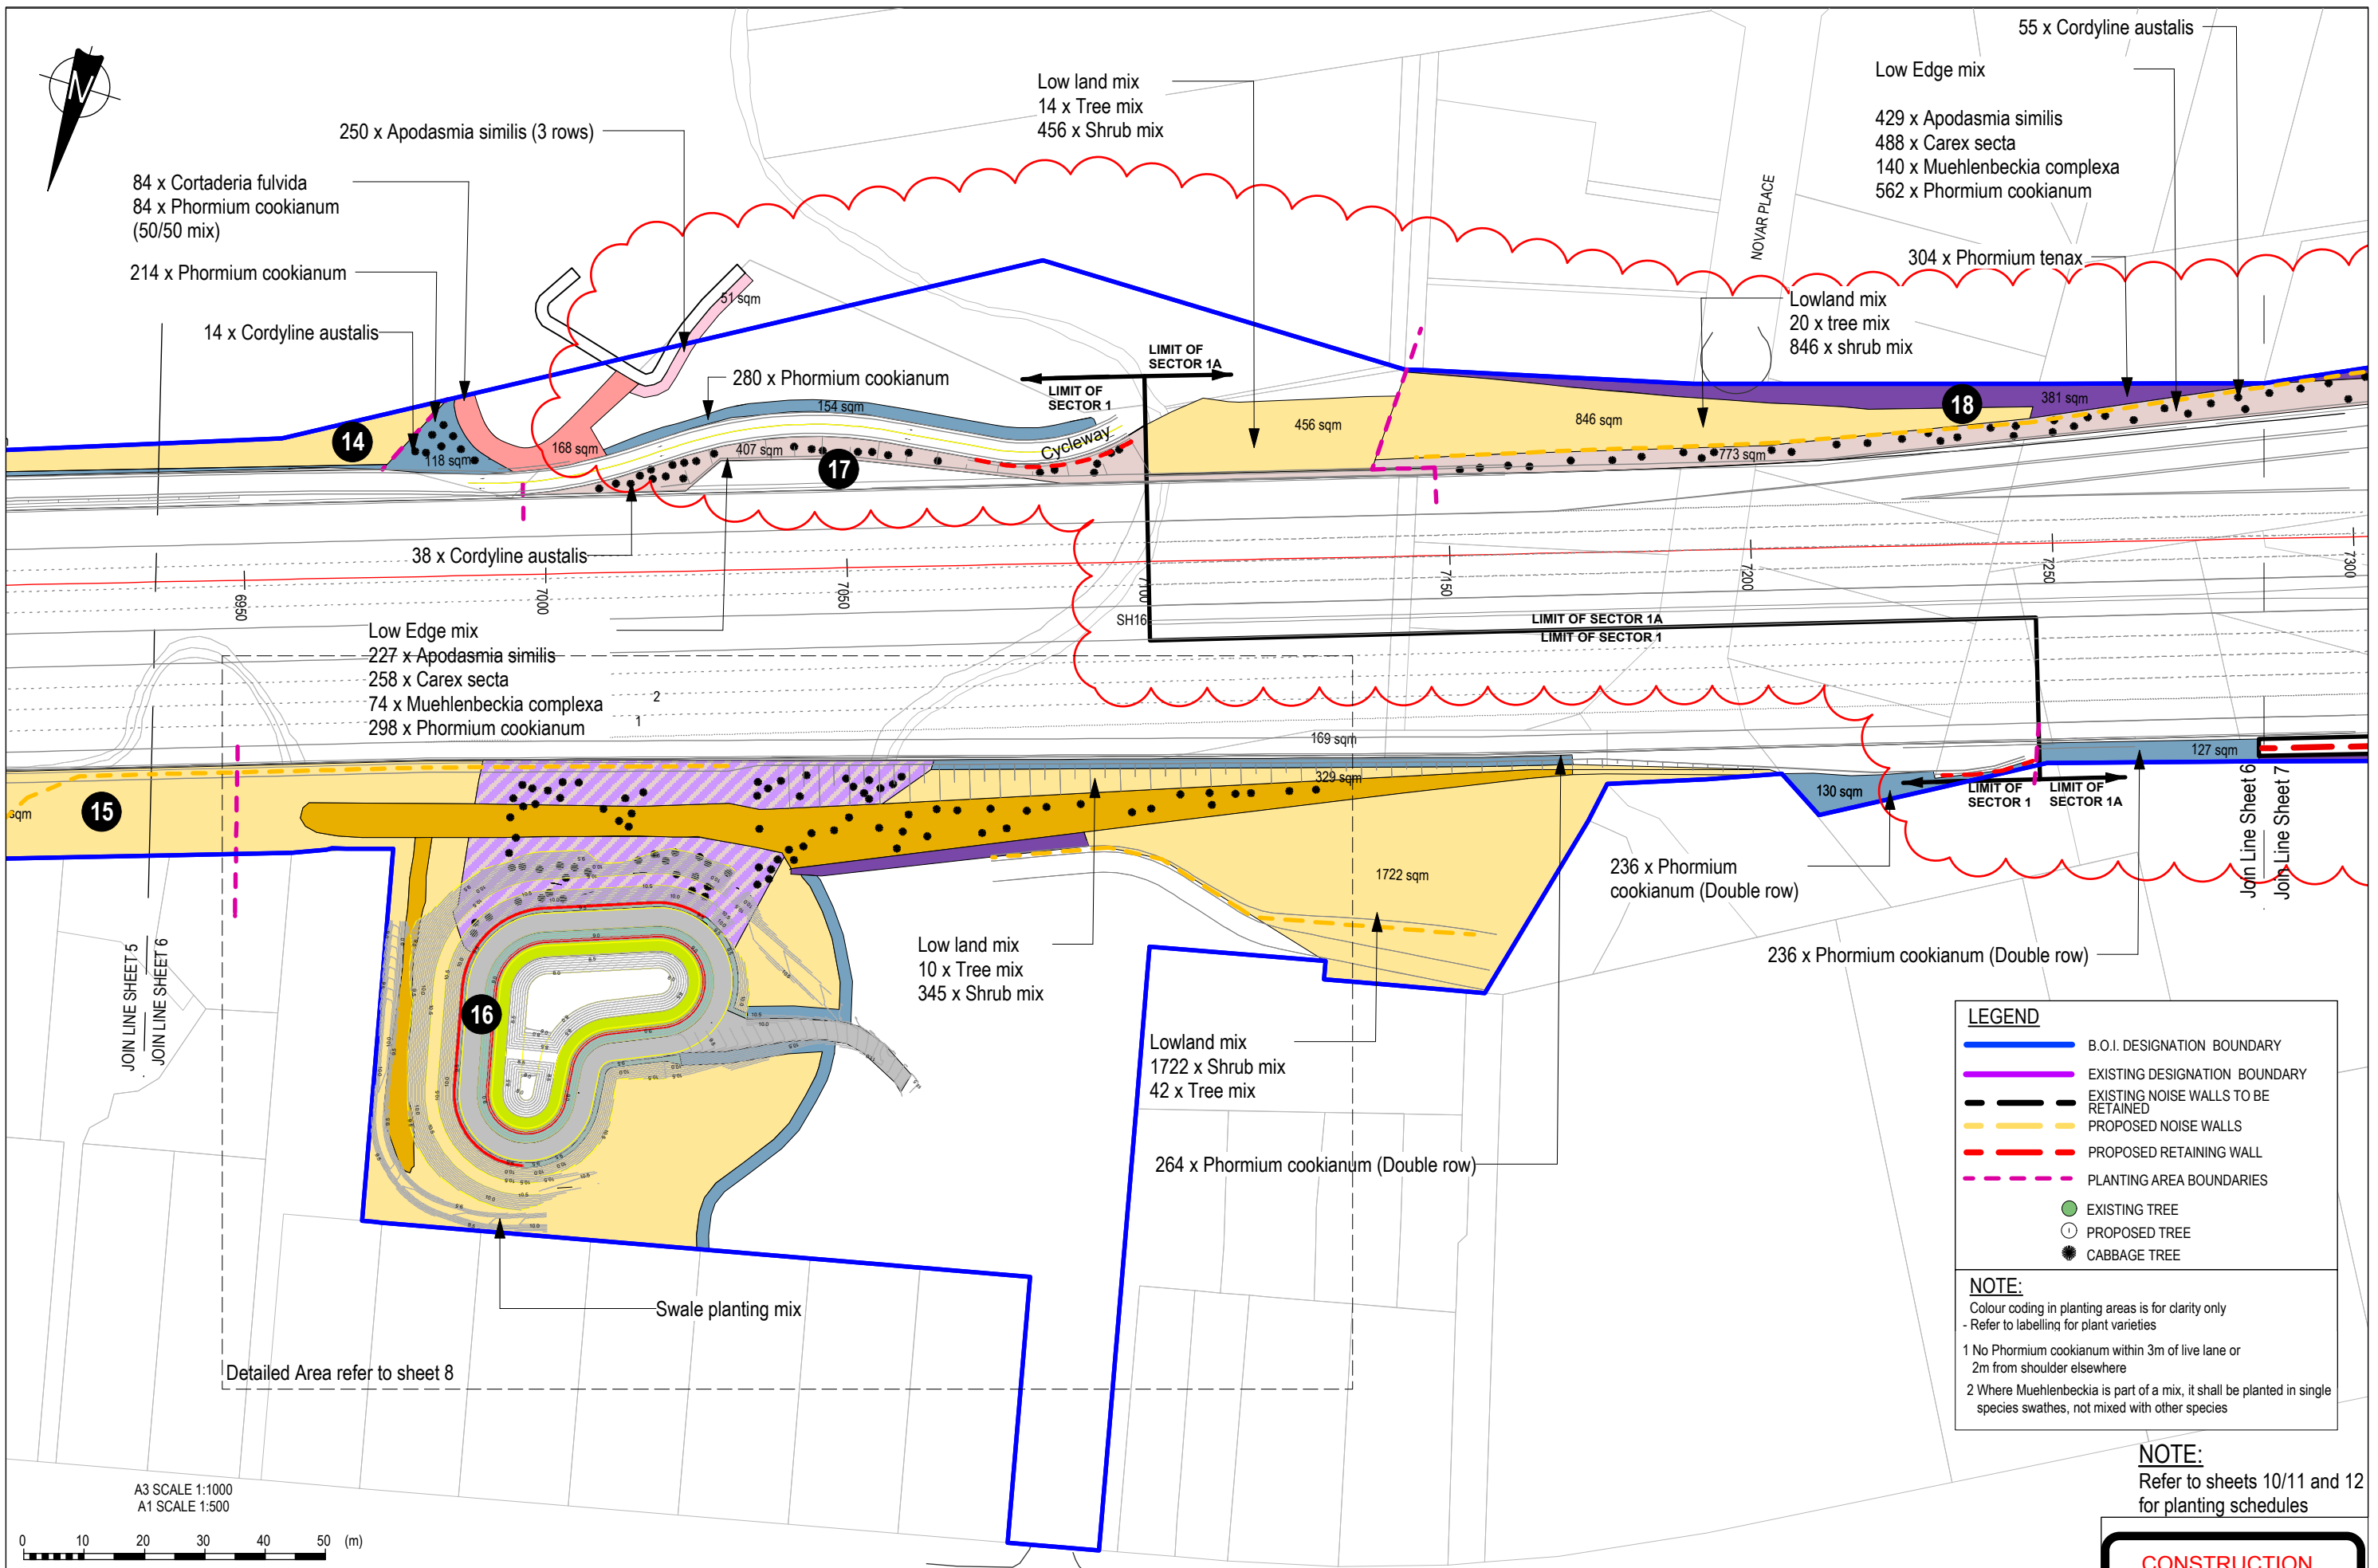 N
55 x Cordyline austalis
Low Edge mix
429 x Apodasmia similis
488 x Carex secta
140 x Muehlenbeckia complexa
562 x Phormium cookianum
Low land mix
14 x Tree mix
456 x Shrub mix
250 x Apodasmia similis (3 rows)
84 x Cortaderia fulvida
84 x Phormium cookianum
(50/50 mix)
214 x Phormium cookianum
14 x Cordyline austalis
NOVAR PLACE
304 x Phormium tenax
Lowland mix
20 x tree mix
846 x shrub mix
51 sqm
280 x Phormium cookianum
LIMIT OF
SECTOR 1A
LIMIT OF
SECTOR 1
154 sqm
Cycleway
14
118 sqm
168 sqm
407 sqm
17
456 sqm
846 sqm
18
381 sqm
773 sqm
38 x Cordyline austalis
6950
7000
7050
7100
7150
7200
7250
7300
SH16
LIMIT OF SECTOR 1A
LIMIT OF SECTOR 1
Low Edge mix
227 x Apodasmia similis
258 x Carex secta
74 x Muehlenbeckia complexa
298 x Phormium cookianum
2
1
169 sqm
329 sqm
127 sqm
130 sqm
LIMIT OF
SECTOR 1
LIMIT OF
SECTOR 1A
15
sqm
1722 sqm
236 x Phormium
cookianum (Double row)
Join Line Sheet 6
Join Line Sheet 7
236 x Phormium cookianum (Double row)
JOIN LINE SHEET 5
JOIN LINE SHEET 6
16
Low land mix
10 x Tree mix
345 x Shrub mix
Lowland mix
1722 x Shrub mix
42 x Tree mix
264 x Phormium cookianum (Double row)
Swale planting mix
Detailed Area refer to sheet 8
LEGEND
B.O.I. DESIGNATION BOUNDARY
EXISTING DESIGNATION BOUNDARY
EXISTING NOISE WALLS TO BE
RETAINED
PROPOSED NOISE WALLS
PROPOSED RETAINING WALL
PLANTING AREA BOUNDARIES
EXISTING TREE
PROPOSED TREE
CABBAGE TREE
NOTE:
Colour coding in planting areas is for clarity only
- Refer to labelling for plant varieties
1 No Phormium cookianum within 3m of live lane or
2m from shoulder elsewhere
2 Where Muehlenbeckia is part of a mix, it shall be planted in single
species swathes, not mixed with other species
NOTE:
Refer to sheets 10/11 and 12
for planting schedules
CONSTRUCTION
A3 SCALE 1:1000
A1 SCALE 1:500
0 10 20 30 40 50 (m)